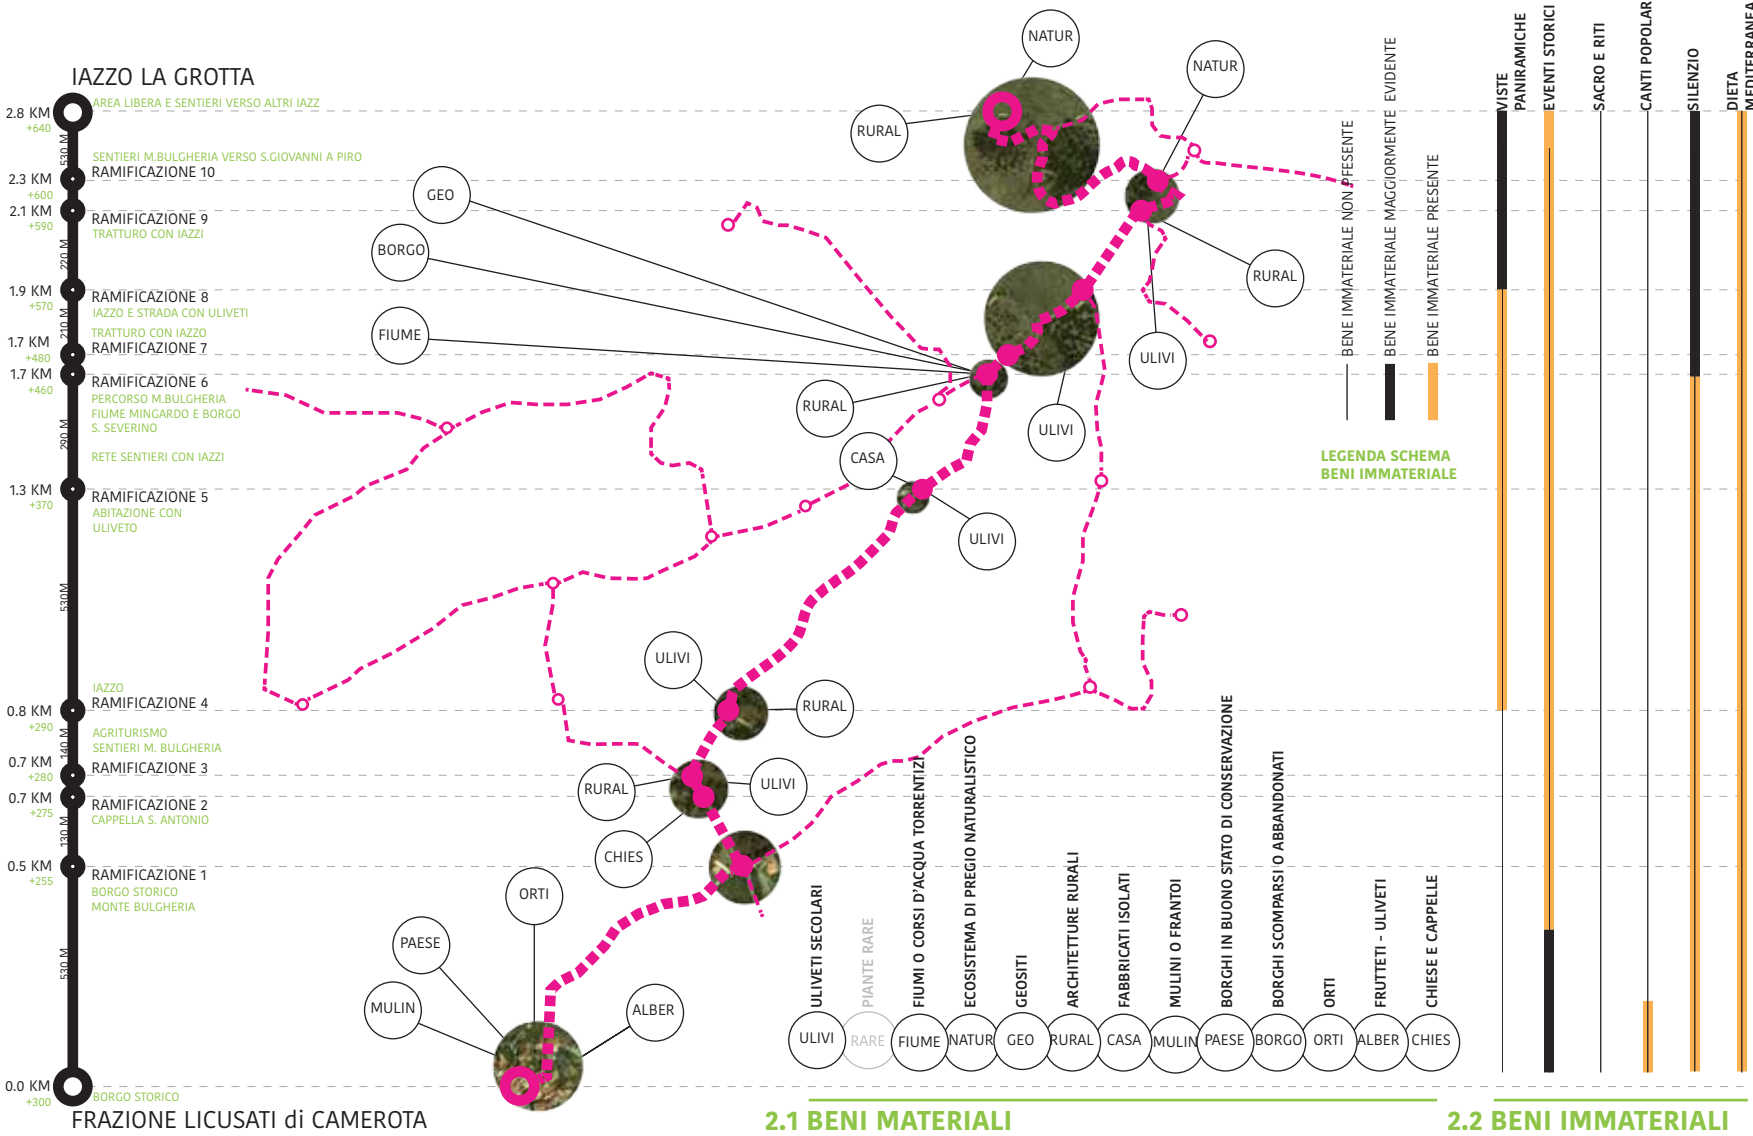 IAZZO LA GROTTA
AREA LIBERA E SENTIERI VERSO ALTRI IAZZ
2.8 KM
+640
530 M
SENTIERI M.BULGHERIA VERSO S.GIOVANNI A PIRO
RAMIFICAZIONE 10
2.3 KM
+600
2.1 KM
+590
RAMIFICAZIONE 9
TRATTURO CON IAZZI
220 M
1.9 KM
+570
RAMIFICAZIONE 8
IAZZO E STRADA CON ULIVETI
210 M
TRATTURO CON IAZZO
RAMIFICAZIONE 7
1.7 KM
+480
1.7 KM
+460
RAMIFICAZIONE 6
PERCORSO M.BULGHERIA
FIUME MINGARDO E BORGO
S. SEVERINO
290 M
RETE SENTIERI CON IAZZI
1.3 KM
+370
RAMIFICAZIONE 5
ABITAZIONE CON
ULIVETO
530M
IAZZO
RAMIFICAZIONE 4
0.8 KM
+290
140 M
AGRITURISMO
SENTIERI M. BULGHERIA
RAMIFICAZIONE 3
0.7 KM
+280
0.7 KM
+275
RAMIFICAZIONE 2
CAPPELLA S. ANTONIO
130 M
0.5 KM
+255
RAMIFICAZIONE 1
BORGO STORICO
MONTE BULGHERIA
530 M
0.0 KM
+300
BORGO STORICO
FRAZIONE LICUSATI di CAMEROTA
NATUR
NATUR
RURAL
GEO
BORGO
FIUME
RURAL
RURAL
ULIVI
ULIVI
CASA
ULIVI
ULIVI
RURAL
RURAL
ULIVI
CHIES
ORTI
PAESE
MULIN
ALBER
ULIVETI SECOLARI
PIANTE RARE
FIUMI O CORSI D'ACQUA TORRENTIZI
ECOSISTEMA DI PREGIO NATURALISTICO
GEOSITI
ARCHITETTURE RURALI
FABBRICATI ISOLATI
MULINI O FRANTOI
BORGHI IN BUONO STATO DI CONSERVAZIONE
BORGHI SCOMPARSI O ABBANDONATI
ORTI
FRUTTETI - ULIVETI
CHIESE E CAPPELLE
ULIVI
RARE
FIUME
NATUR
GEO
RURAL
CASA
MULIN
PAESE
BORGO
ORTI
ALBER
CHIES
2.1 BENI MATERIALI
BENE IMMATERIALE NON PFESENTE
BENE IMMATERIALE MAGGIORMENTE EVIDENTE
BENE IMMATERIALE PRESENTE
LEGENDA SCHEMA
BENI IMMATERIALE
VISTE
PANIRAMICHE
EVENTI STORICI
SACRO E RITI
CANTI POPOLAR
SILENZIO
DIETA
MEDITERRANEA
2.2 BENI IMMATERIALI